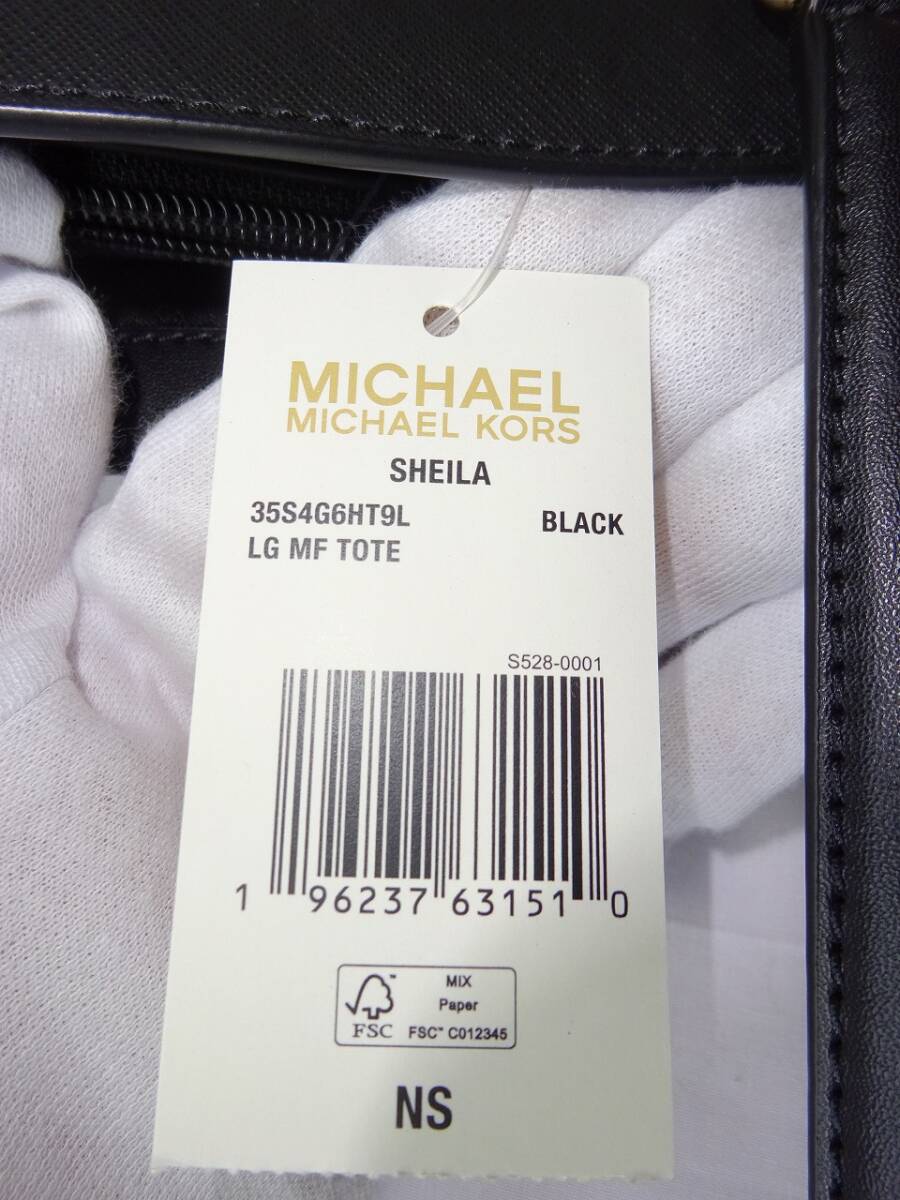 MICHAEL
MICHAEL KORS
SHEILA
35S4G6HT9L BLACK
LG MF TOTE
S528-0001
1 96237 63151 0
FSC
MIX
Paper
FSC™ C012345
NS